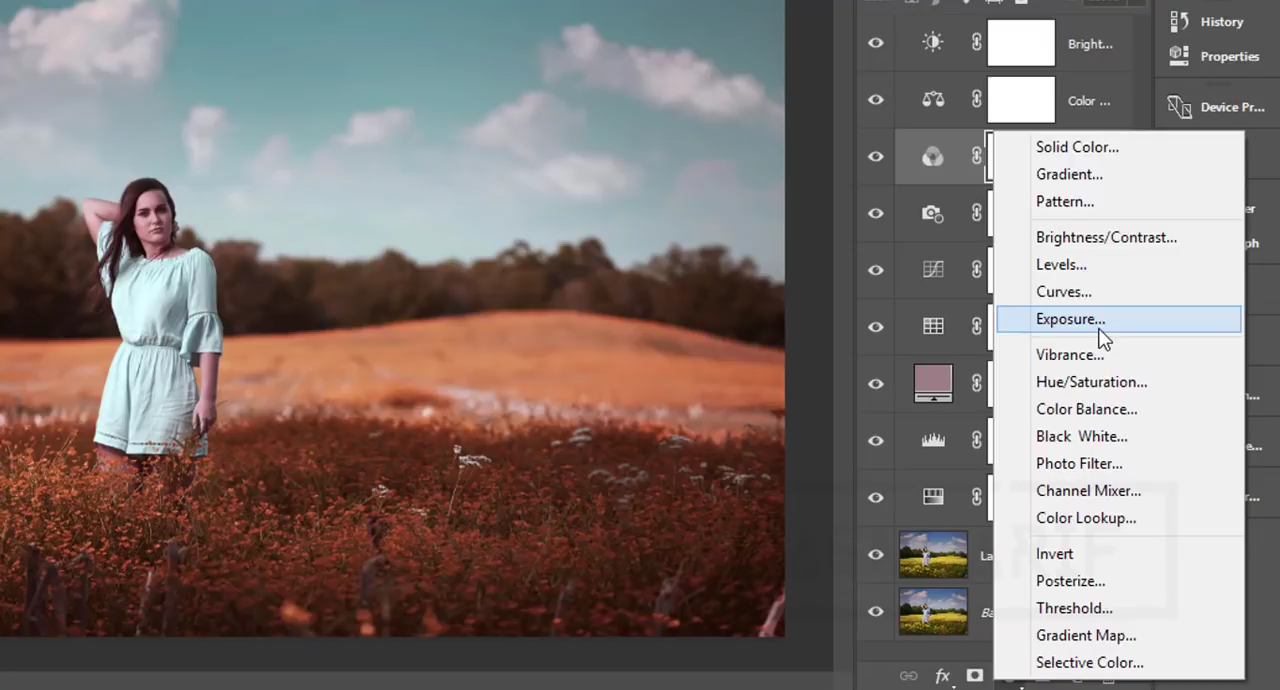 History
Bright...
Properties
Color ...
Device Pr...
Solid Color...
Gradient...
Pattern...
Brightness/Contrast...
Levels...
Curves...
Exposure...
Vibrance...
Hue/Saturation...
Color Balance...
Black White...
Photo Filter...
Channel Mixer...
Color Lookup...
Invert
Posterize...
Threshold...
Gradient Map...
Selective Color...
fx